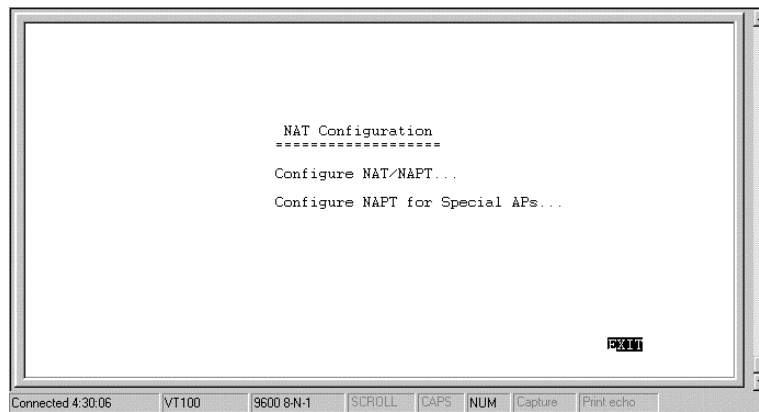 NAT Configuration
===================
Configure NAT/NAPT...
Configure NAPT for Special APs...
EXIT
Connected 4:30:06 VT100 9600 8-N-1 SCROLL CAPS NUM Capture Print echo